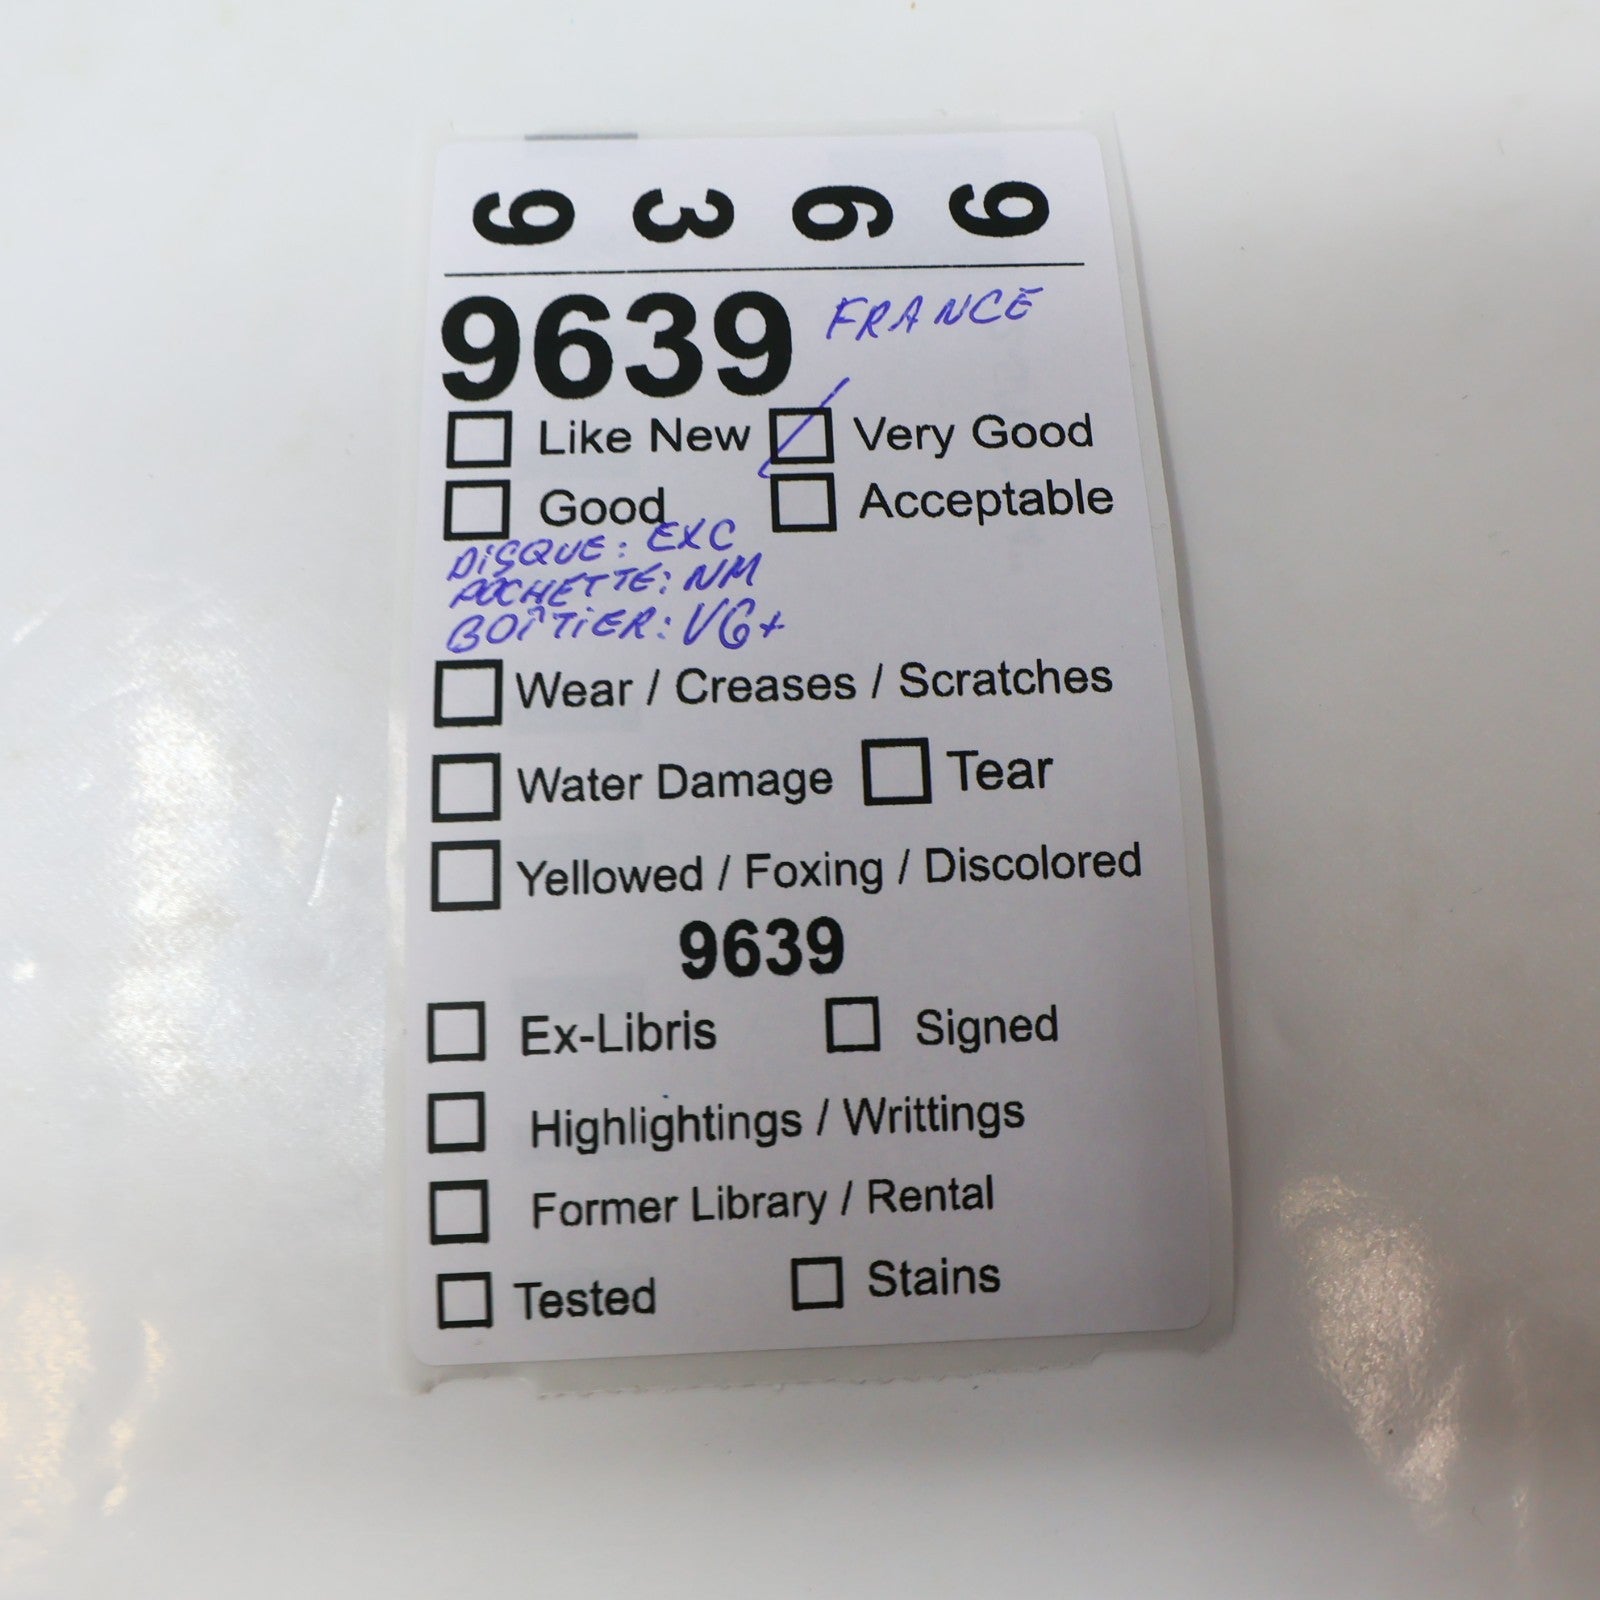 9 3 6 9
9639 FRANCE
Like New Very Good
Good Acceptable
DISQUE: EXC
POCHETTE: NM
BOÎTIER: VG+
Wear / Creases / Scratches
Water Damage Tear
Yellowed / Foxing / Discolored
9639
Ex-Libris Signed
Highlightings / Writtings
Former Library / Rental
Tested Stains